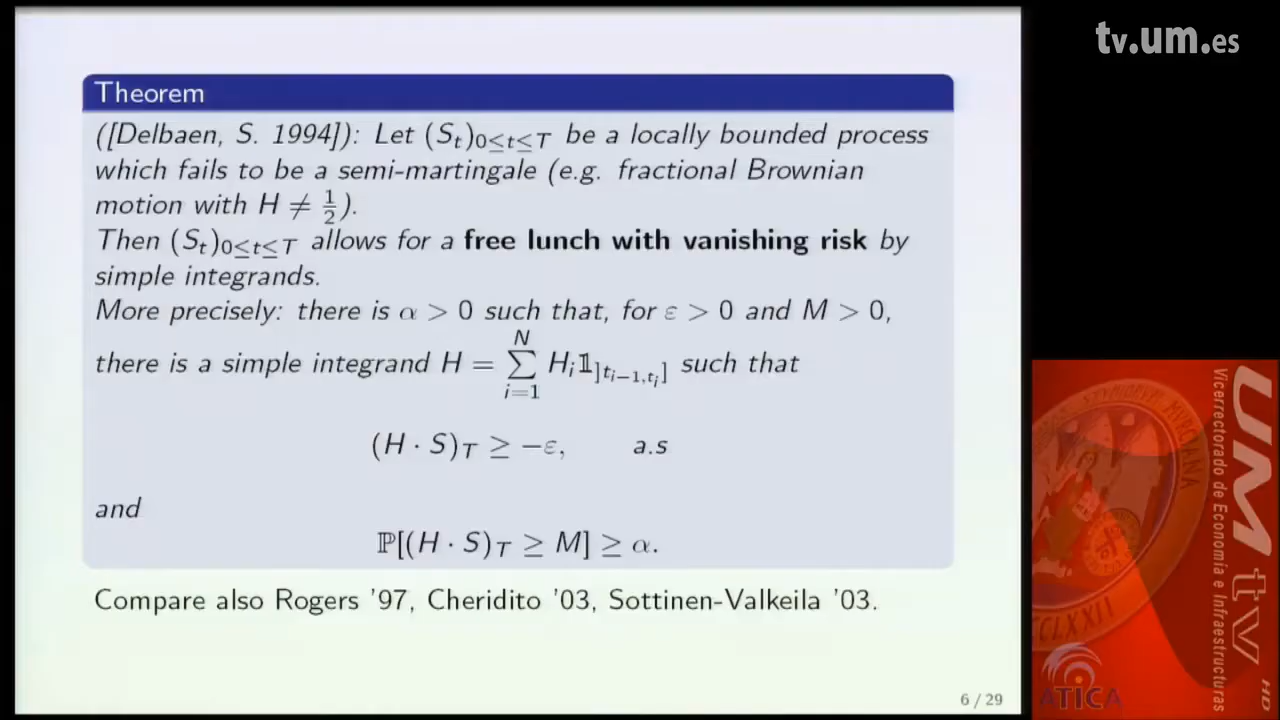 Theorem
([Delbaen, S. 1994]): Let (S_t)_{0≤t≤T} be a locally bounded process
which fails to be a semi-martingale (e.g. fractional Brownian
motion with H ≠ 1/2).
Then (S_t)_{0≤t≤T} allows for a free lunch with vanishing risk by
simple integrands.
More precisely: there is α > 0 such that, for ε > 0 and M > 0,
there is a simple integrand H = ∑_{i=1}^{N} H_i 𝟙_{]t_{i−1},t_i]} such that
(H · S)_T ≥ −ε, a.s
and
ℙ[(H · S)_T ≥ M] ≥ α.
Compare also Rogers '97, Cheridito '03, Sottinen-Valkeila '03.
6 / 29
tv.um.es
UMtv HD
Vicerrectorado de Economía e Infraestructuras
ATICA